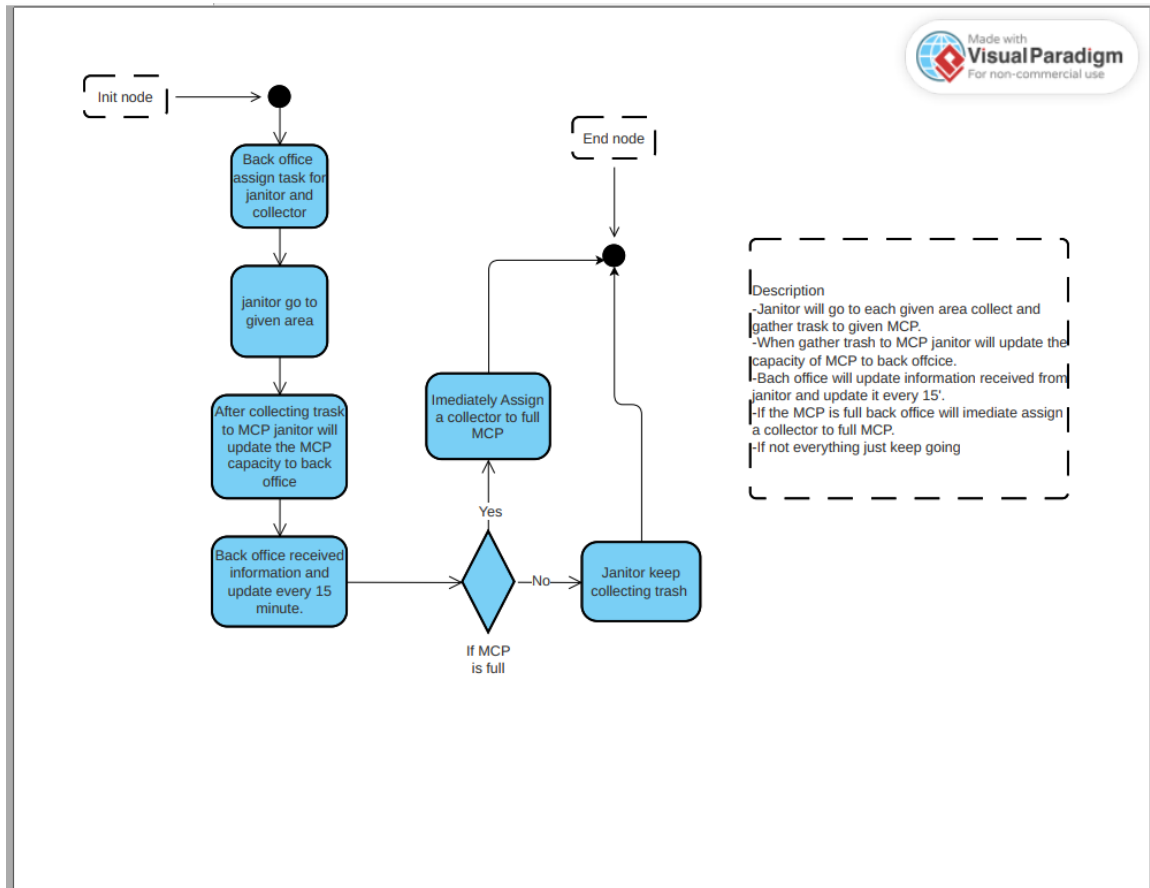 Made with
Visual Paradigm
For non-commercial use
Init node
End node
Back office
assign task for
janitor and
collector
janitor go to
given area
After collecting trask
to MCP janitor will
update the MCP
capacity to back
office
Back office received
information and
update every 15
minute.
Imediately Assign
a collector to full
MCP
Yes
No
If MCP
is full
Janitor keep
collecting trash
Description
-Janitor will go to each given area collect and
gather trask to given MCP.
-When gather trash to MCP janitor will update the
capacity of MCP to back offcice.
-Bach office will update information received from
janitor and update it every 15'.
-If the MCP is full back office will imediate assign
a collector to full MCP.
-If not everything just keep going